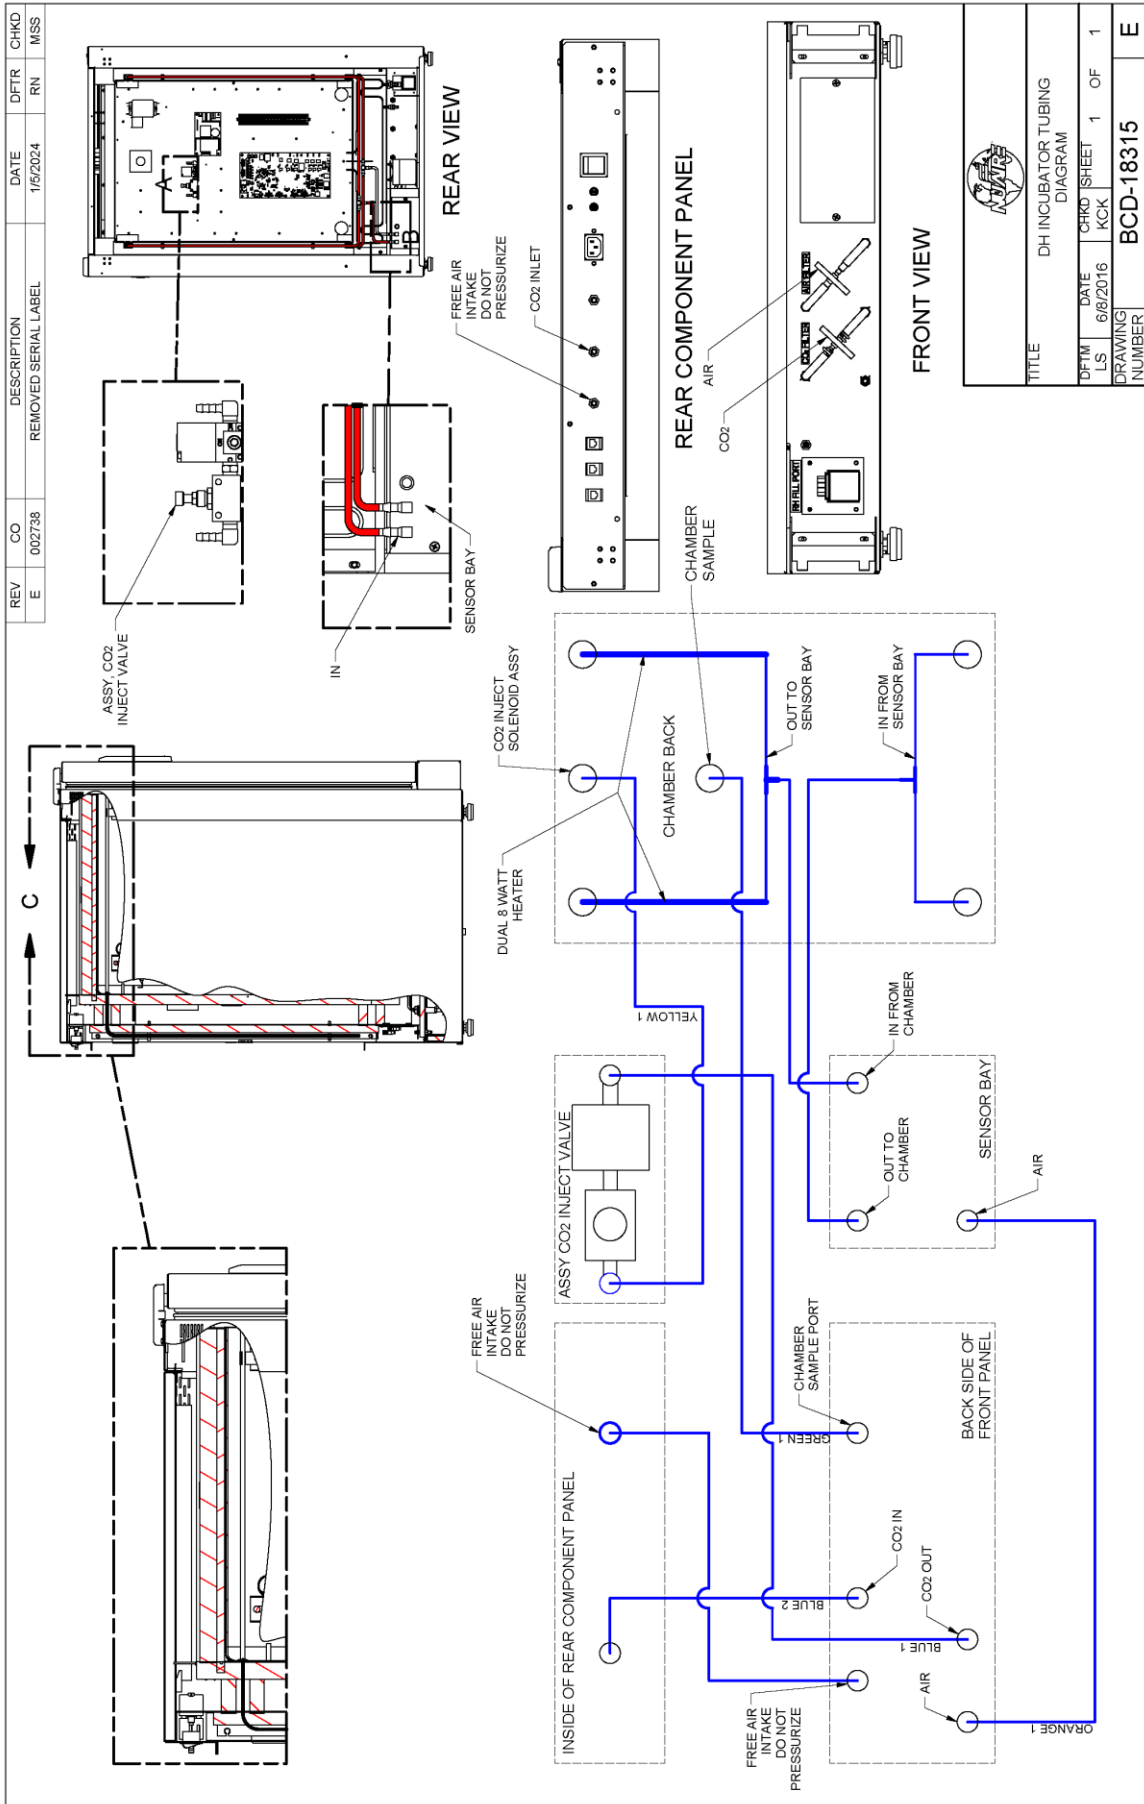 REV
CO
DESCRIPTION
DATE
DFTR
CHKD
E
002738
REMOVED SERIAL LABEL
1/5/2024
RN
MSS
C
ASSY, CO2
INJECT VALVE
IN
SENSOR BAY
A
B
REAR VIEW
FREE AIR
INTAKE
DO NOT
PRESSURIZE
CO2 INLET
REAR COMPONENT PANEL
CO2
AIR
RH FILL PORT
CO2 FILTER
AIR FILTER
FRONT VIEW
FREE AIR
INTAKE
DO NOT
PRESSURIZE
INSIDE OF REAR COMPONENT PANEL
ASSY CO2 INJECT VALVE
YELLOW 1
DUAL 8 WATT
HEATER
CO2 INJECT
SOLENOID ASSY
CHAMBER
SAMPLE
CHAMBER BACK
OUT TO
SENSOR BAY
IN FROM
SENSOR BAY
FREE AIR
INTAKE
DO NOT
PRESSURIZE
BLUE 2
CO2 IN
GREEN 1
CHAMBER
SAMPLE PORT
AIR
BLUE 1
CO2 OUT
BACK SIDE OF
FRONT PANEL
ORANGE 1
OUT TO
CHAMBER
IN FROM
CHAMBER
SENSOR BAY
AIR
NUAIRE
TITLE
DH INCUBATOR TUBING
DIAGRAM
DFTM
LS
DATE
6/8/2016
CHKD
KCK
SHEET 1 OF 1
DRAWING
NUMBER
BCD-18315
E